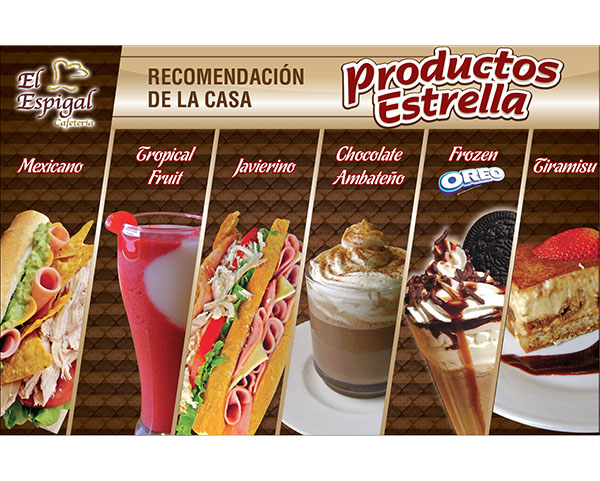 El
Espigal
Cafetería
RECOMENDACIÓN
DE LA CASA
Productos
Estrella
Mexicano
Tropical
Fruit
Javierino
Chocolate
Ambateño
Frozen
OREO
Tiramisu